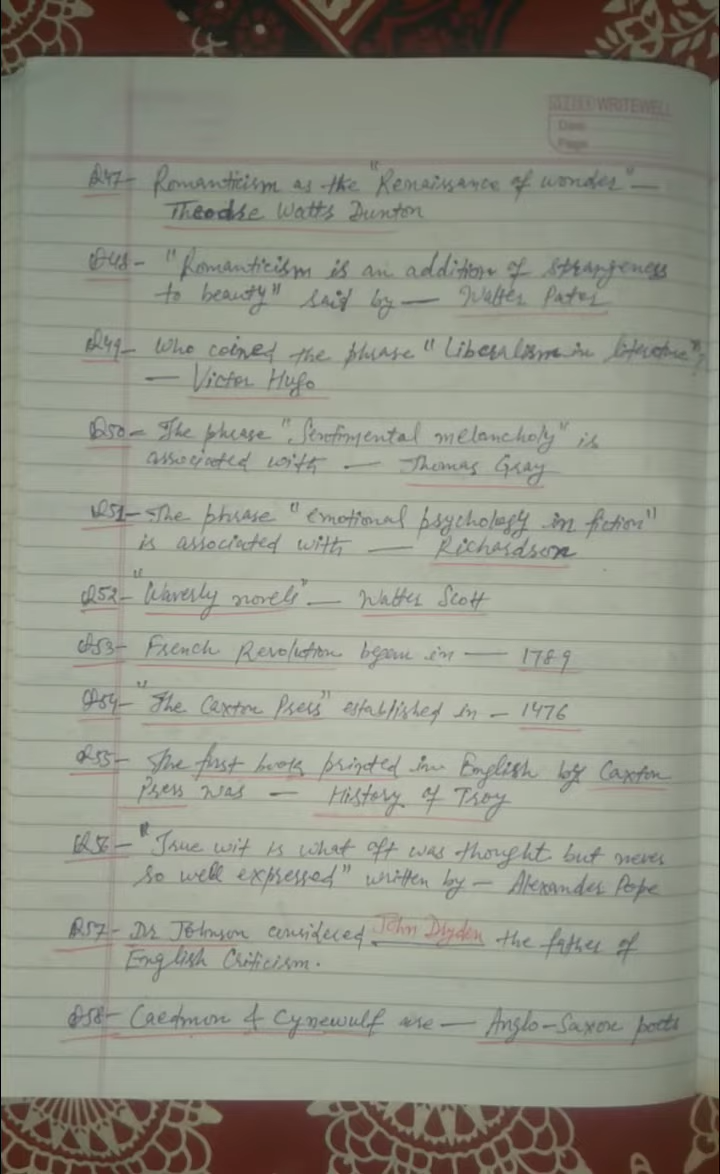 WRITEWELL
Date
Page
Q47- Romanticism as the "Renaissance of wonder" —
Theodse Watts Dunton
Q48- "Romanticism is an addition of strangeness
to beauty" said by — Walter Pater
Q49- Who coined the phrase "Liberalism in literature"?
— Victor Hugo
Q50- The phrase "Sentimental melancholy" is
associated with — Thomas Gray
Q51- The phrase "emotional psychology in fiction"
is associated with — Richardson
Q52- "Waverly novels" — Walter Scott
Q53- French Revolution began in — 1789
Q54- "The Caxton Press" established in - 1476
Q55- The first book printed in English by Caxton
Press was — History of Troy
Q56- "True wit is what oft was thought but never
so well expressed" written by — Alexander Pope
Q57- Dr Johnson considered John Dryden the father of
English Criticism.
Q58- Caedmon & Cynewulf are — Anglo-Saxon poets